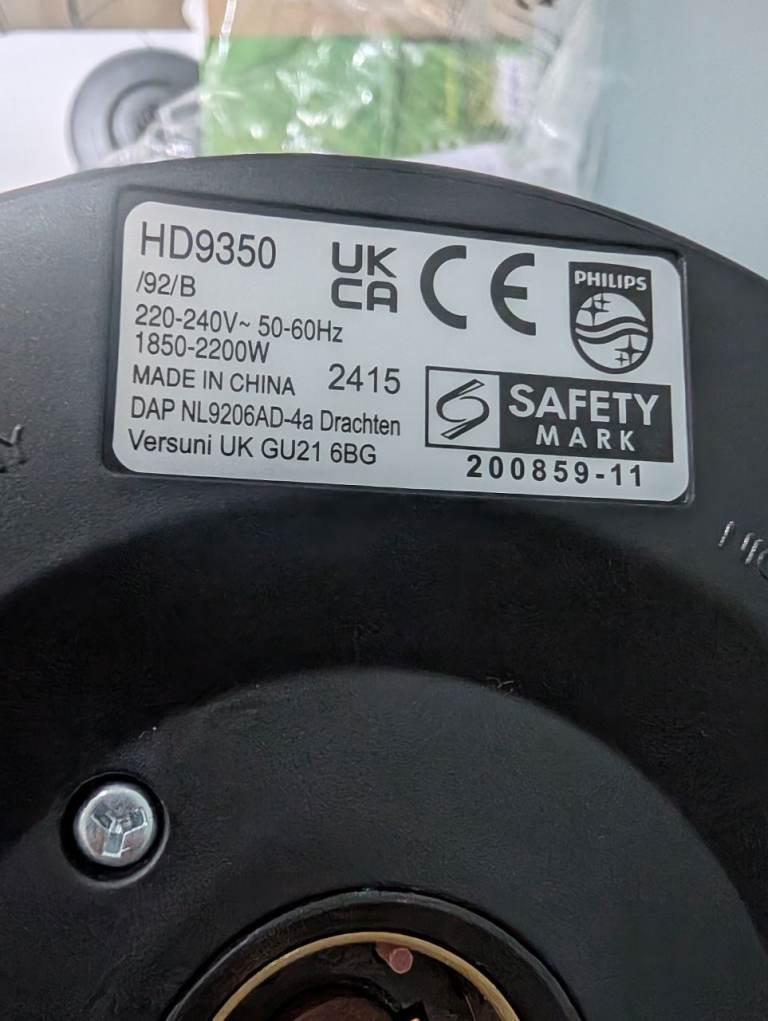 HD9350
/92/B
220-240V~ 50-60Hz
1850-2200W
MADE IN CHINA 2415
DAP NL9206AD-4a Drachten
Versuni UK GU21 6BG
UK
CA
CE
PHILIPS
SAFETY
MARK
200859-11